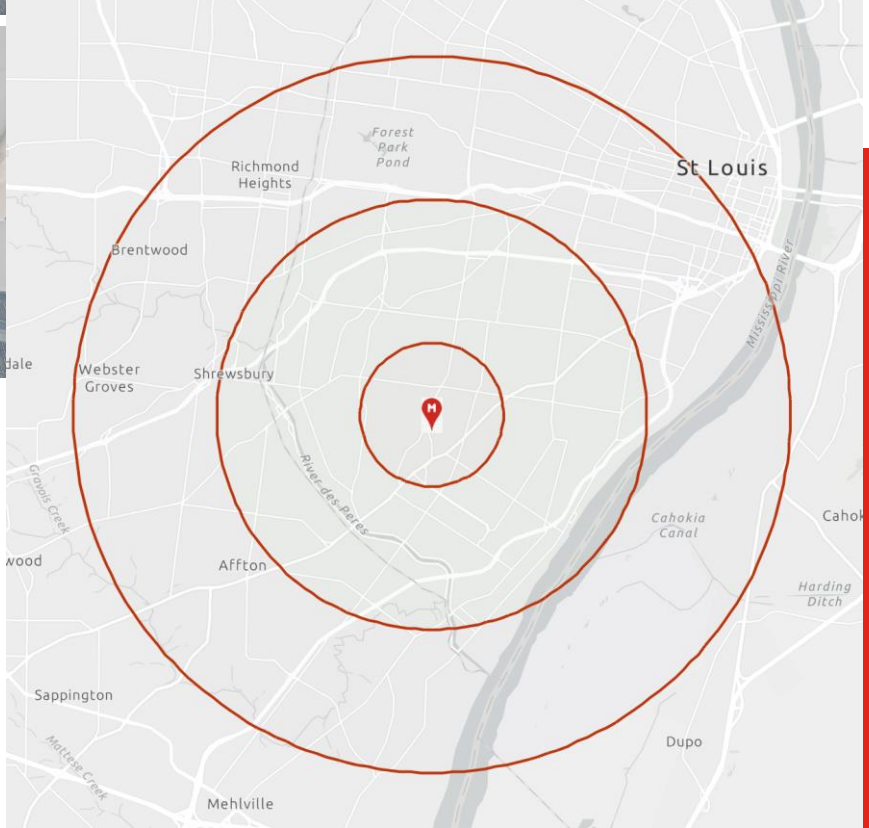 Forest
Park
Pond
St Louis
Richmond
Heights
Brentwood
Mississippi River
dale
Webster
Groves
Shrewsbury
M
River des Peres
Gravois Creek
Cahokia
Canal
Cahok
wood
Affton
Harding
Ditch
Sappington
Mattese Creek
Dupo
Mehlville